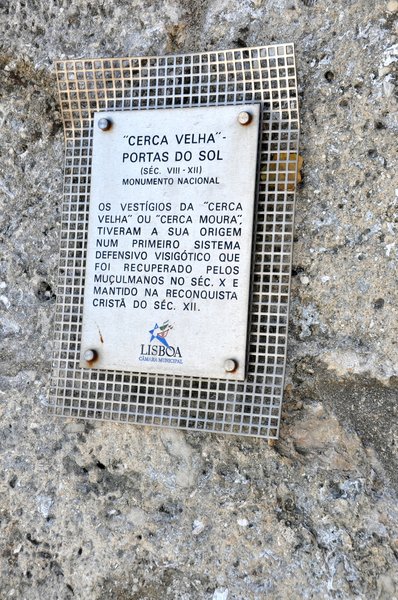 "CERCA VELHA"-
PORTAS DO SOL
(SÉC. VIII - XII)
MONUMENTO NACIONAL
OS VESTÍGIOS DA "CERCA
VELHA" OU "CERCA MOURA",
TIVERAM A SUA ORIGEM
NUM PRIMEIRO SISTEMA
DEFENSIVO VISIGÓTICO QUE
FOI RECUPERADO PELOS
MUÇULMANOS NO SÉC. X E
MANTIDO NA RECONQUISTA
CRISTÃ DO SÉC. XII.
LISBOA
CÂMARA MUNICIPAL